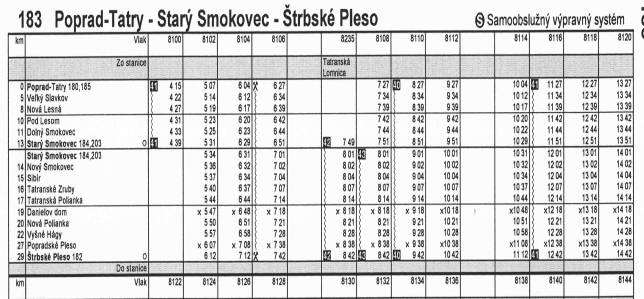 183 Poprad-Tatry - Starý Smokovec - Štrbské Pleso Ⓢ Samoobslužný výpravný systém
km Vlak 8100 8102 8104 8106 8235 8108 8110 8112 8114 8116 8118 8120
Zo stanice Tatranská Lomnica
0 Poprad-Tatry 180,185 41 4 15 5 07 6 04 ⚒ 6 27 7 27 40 8 27 9 27 10 04 41 11 27 12 27 13 27
5 Veľký Slavkov 4 22 5 14 6 12 6 34 7 34 8 34 9 34 10 12 11 34 12 34 13 34
8 Nová Lesná 4 27 5 19 6 17 6 39 7 39 8 39 9 39 10 17 11 39 12 39 13 39
10 Pod Lesom 4 31 5 23 6 20 6 42 7 42 8 42 9 42 10 20 11 42 12 42 13 42
11 Dolný Smokovec 4 33 5 25 6 23 6 44 7 44 8 44 9 44 10 22 11 44 12 44 13 44
13 Starý Smokovec 184,203 O 41 4 39 5 31 6 29 6 51 42 7 49 7 51 8 51 9 51 10 29 11 51 12 51 13 51
Starý Smokovec 184,203 5 34 6 31 7 01 8 01 43 8 01 9 01 10 01 10 31 12 01 13 01 14 01
14 Nový Smokovec 5 36 6 32 7 02 8 02 8 02 9 02 10 02 10 32 12 02 13 02 14 02
15 Sibír 5 37 6 34 7 04 8 04 8 04 9 04 10 04 10 34 12 04 13 04 14 04
16 Tatranské Zruby 5 40 6 37 7 07 8 07 8 07 9 07 10 07 10 37 12 07 13 07 14 07
17 Tatranská Polianka 5 44 6 44 7 14 8 14 8 14 9 14 10 14 10 44 12 14 13 14 14 14
19 Danielov dom x 5 47 x 6 48 x 7 18 x 8 18 x 8 18 x 9 18 x10 18 x10 48 x12 18 x13 18 x14 18
20 Nová Polianka 5 50 6 51 7 21 8 21 8 21 9 21 10 21 10 51 12 21 13 21 14 21
22 Vyšné Hágy 5 57 6 58 7 28 8 28 8 28 9 28 10 28 10 58 12 28 13 28 14 28
27 Popradské Pleso x 6 07 x 7 08 x 7 38 x 8 38 x 8 38 x 9 38 x10 38 x11 08 x12 38 x13 38 x14 38
29 Štrbské Pleso 182 O 6 12 7 12 ⚒ 7 42 42 8 42 43 8 42 40 9 42 10 42 11 12 41 12 42 13 42 14 42
Do stanice
km Vlak 8122 8124 8126 8128 8130 8132 8134 8136 8138 8140 8142 8144